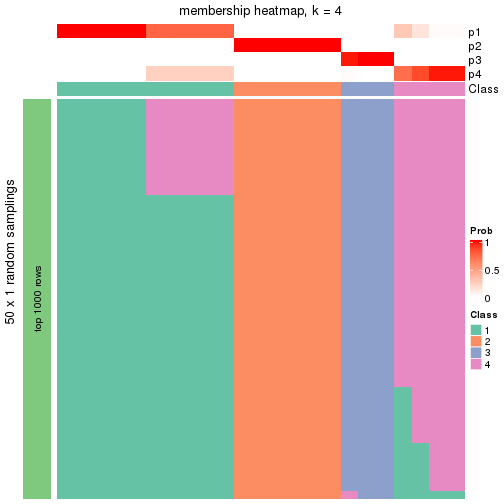 membership heatmap, k = 4
p1
p2
p3
p4
Class
50 x 1 random samplings
top 1000 rows
Prob
1
0.5
0
Class
1
2
3
4